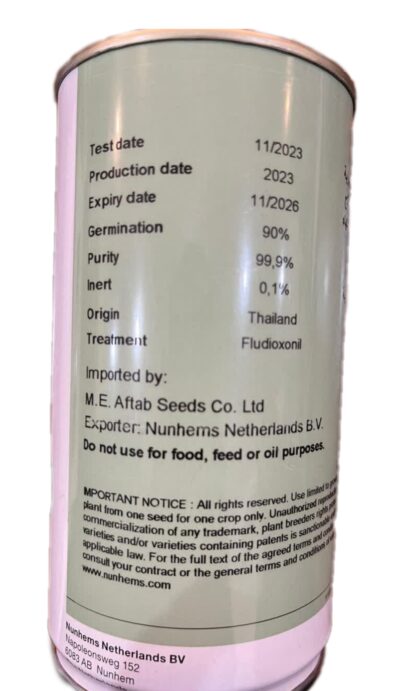 Test date 11/2023
Production date 2023
Expiry date 11/2026
Germination 90%
Purity 99,9%
Inert 0,1%
Origin Thailand
Treatment Fludioxonil
Imported by:
M.E. Aftab Seeds Co. Ltd
Exporter: Nunhems Netherlands B.V.
Do not use for food, feed or oil purposes.
MPORTANT NOTICE : All rights reserved. Use limited to
plant from one seed for one crop only. Unauthorized
commercialization of any trademark, plant breeders rights
varieties and/or varieties containing patents is
applicable law. For the full text of the agreed terms and
consult your contract or the general terms and conditions of
www.nunhems.com
Nunhems Netherlands BV
Napoleonsweg 152
6083 AB Nunhem